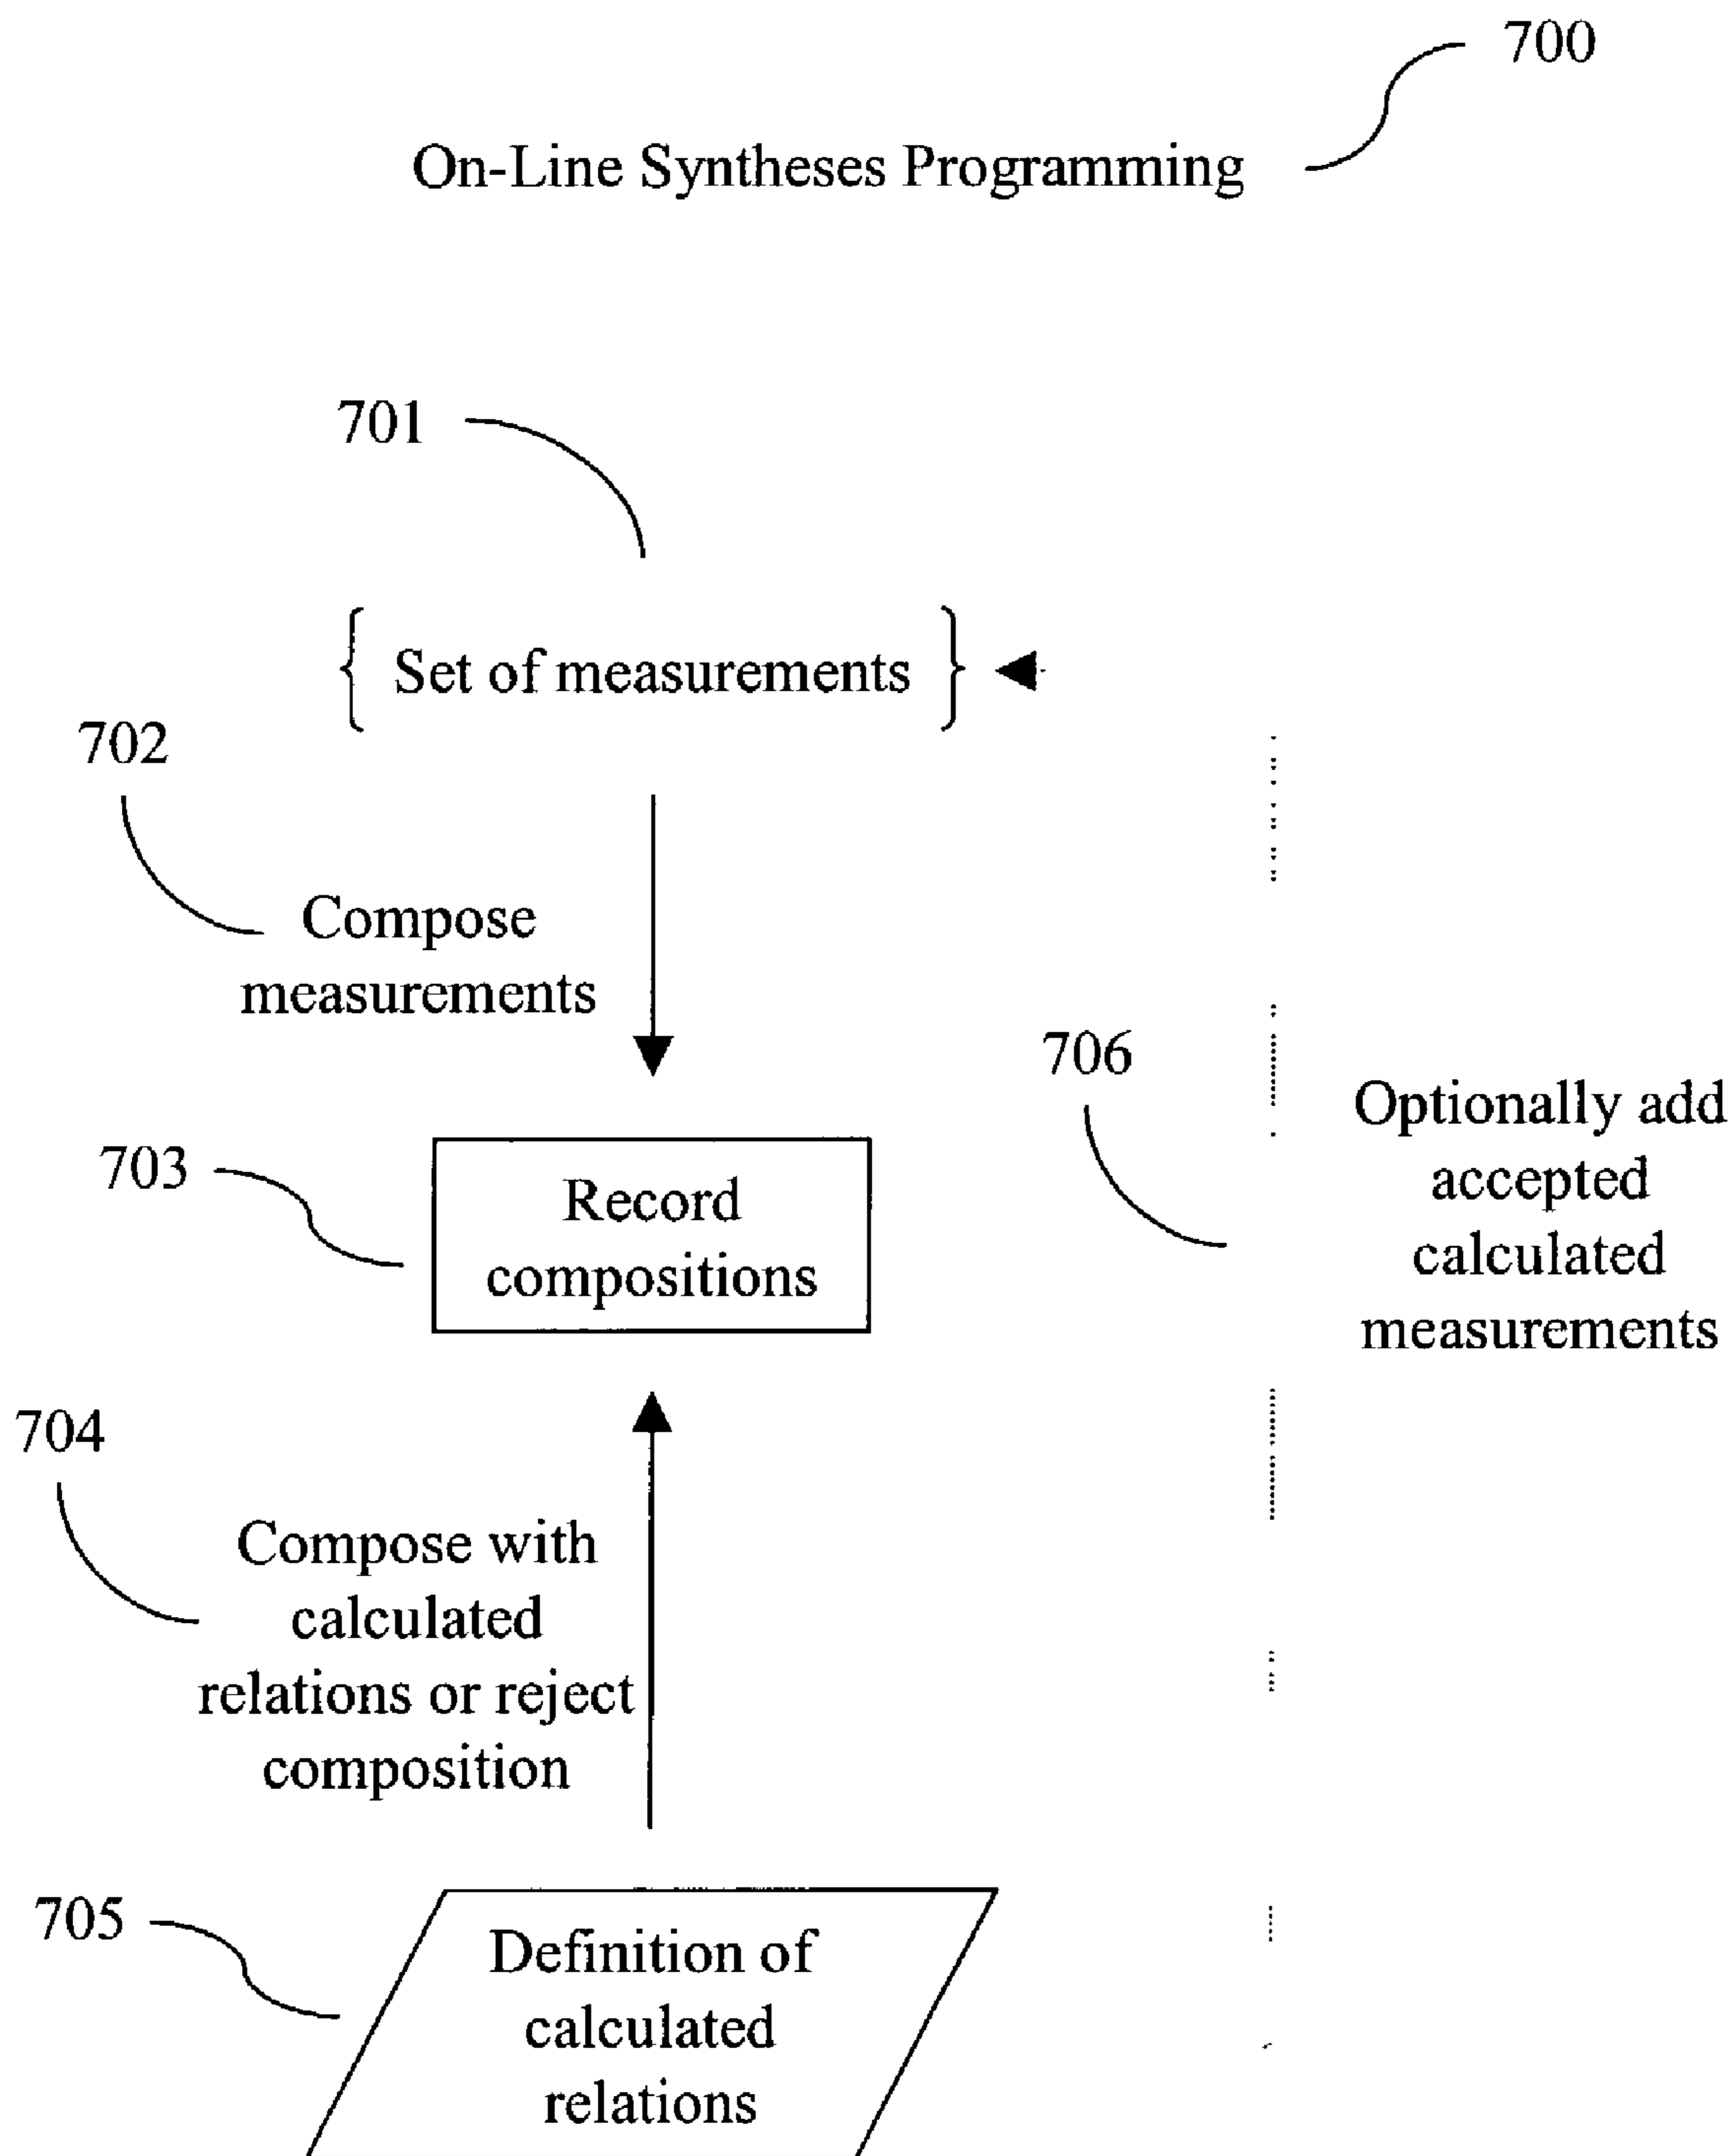 700
On-Line Syntheses Programming
701
Set of measurements
702
Compose
measurements
703
Record
compositions
706
Optionally add
accepted
calculated
measurements
704
Compose with
calculated
relations or reject
composition
705
Definition of
calculated
relations